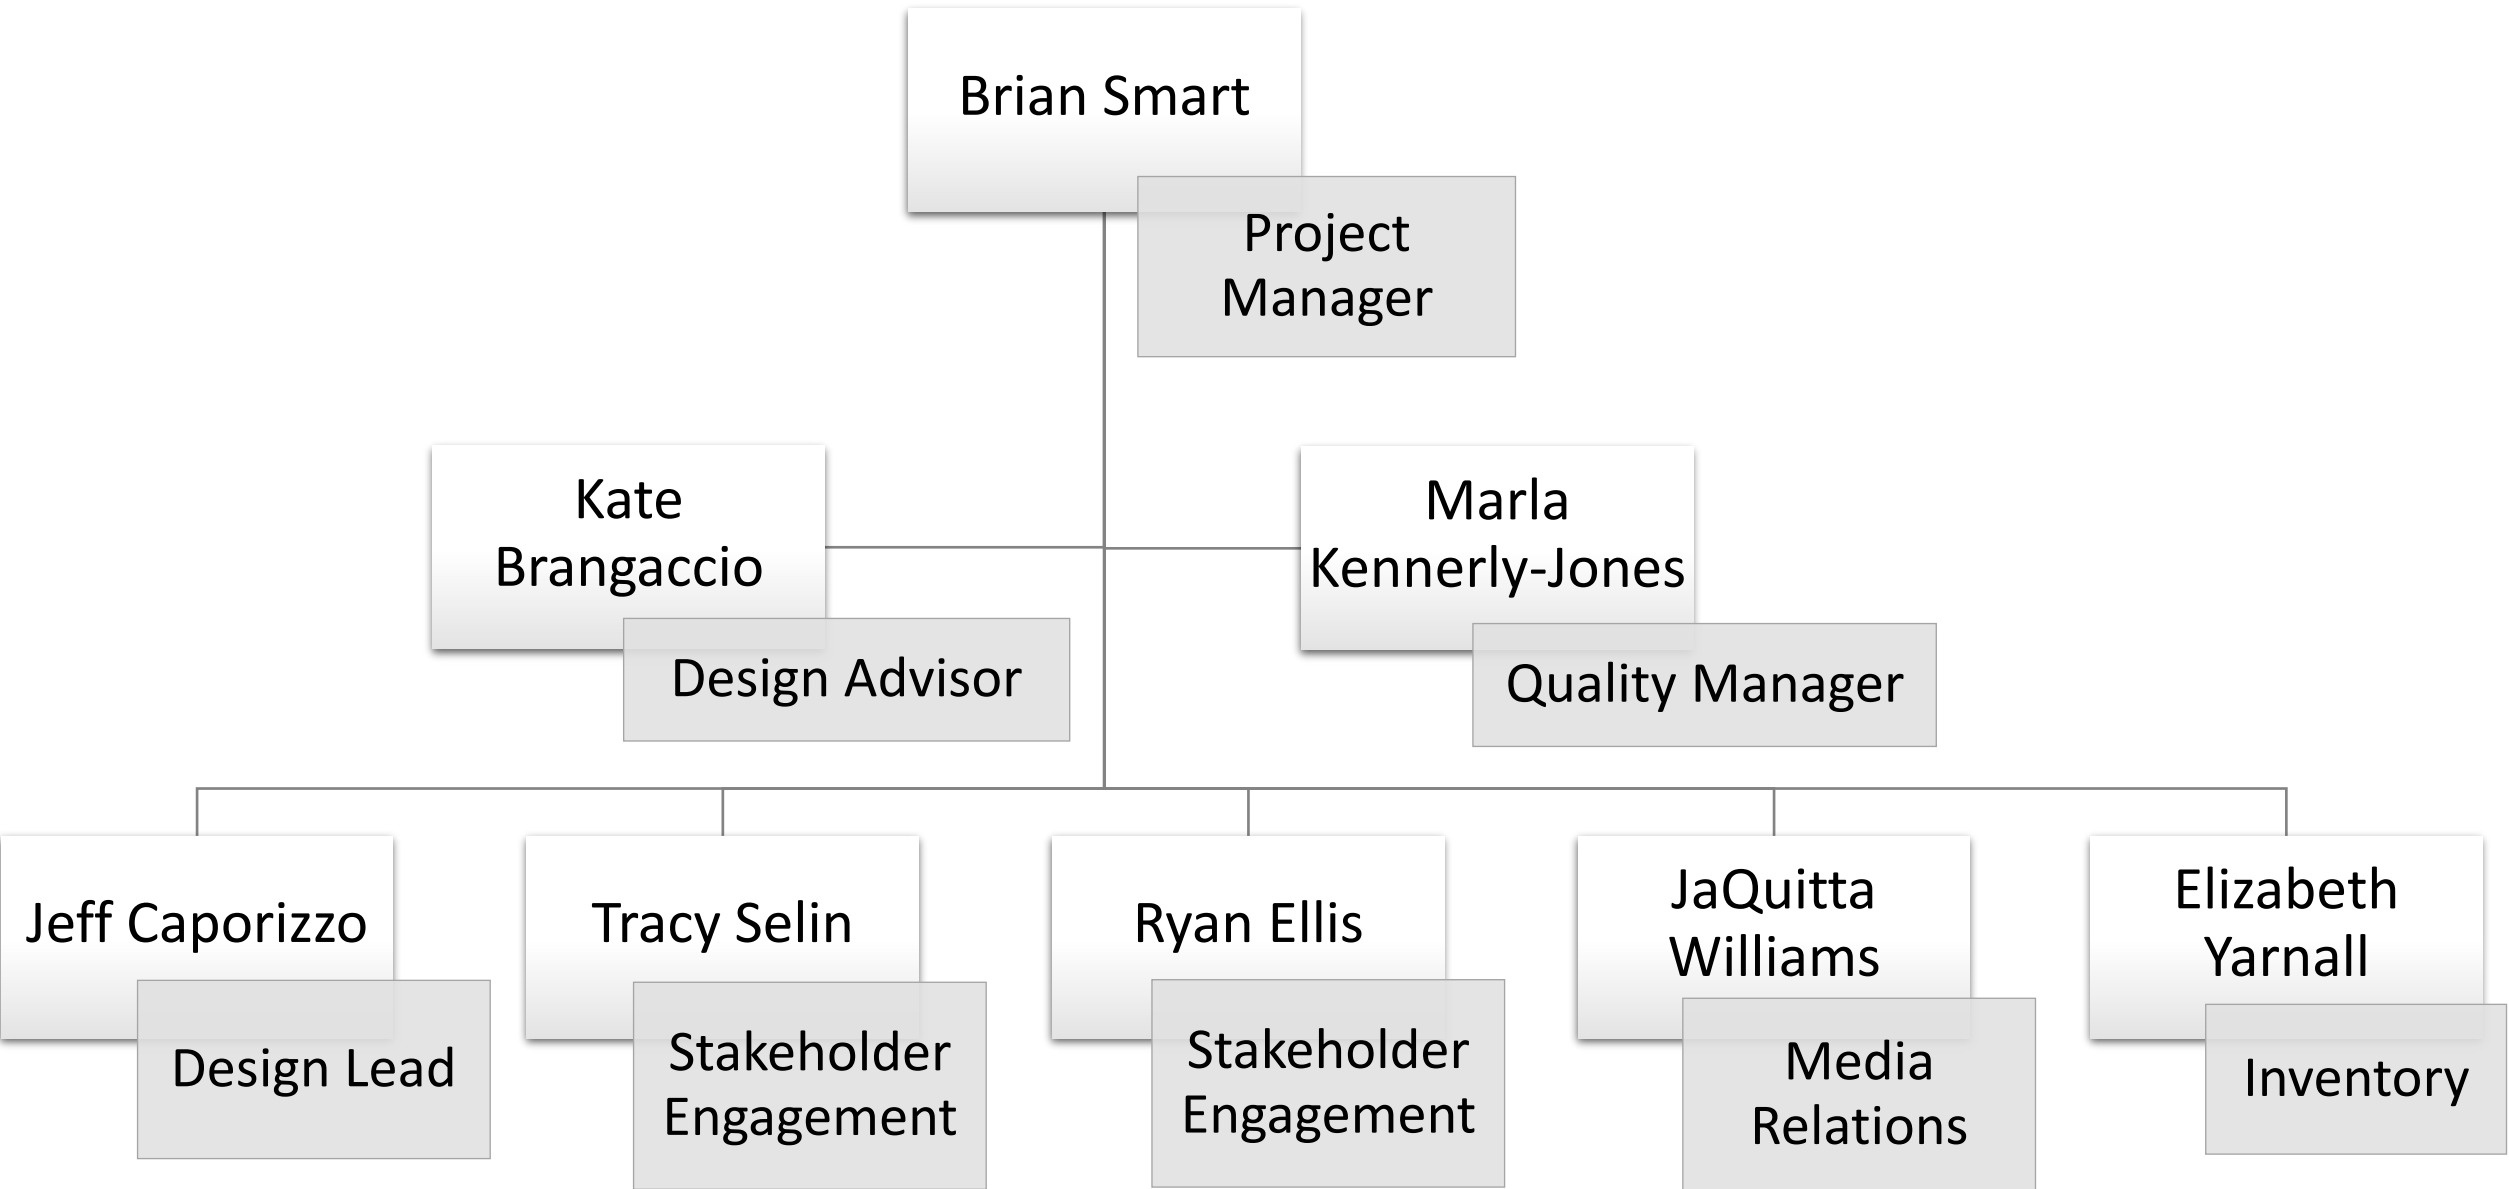 Brian Smart
Project
Manager
Kate
Brangaccio
Design Advisor
Marla
Kennerly-Jones
Quality Manager
Jeff Caporizzo
Design Lead
Tracy Selin
Stakeholder
Engagement
Ryan Ellis
Stakeholder
Engagement
JaQuitta
Williams
Media
Relations
Elizabeth
Yarnall
Inventory